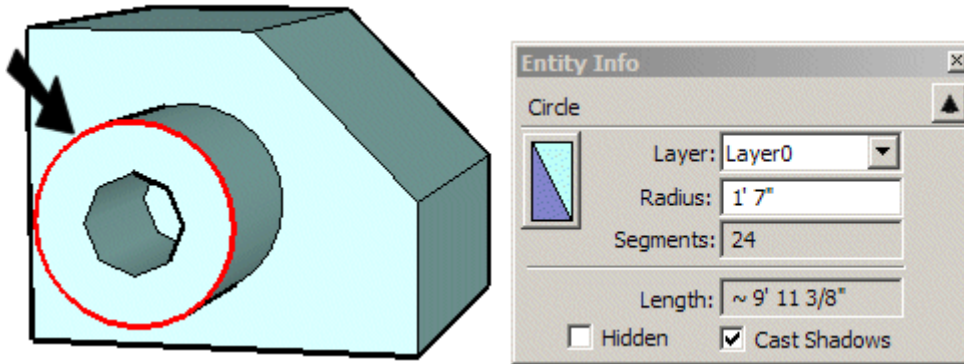 Entity Info
Circle
Layer: Layer0
Radius: 1' 7"
Segments: 24
Length: ~ 9' 11 3/8"
Hidden Cast Shadows